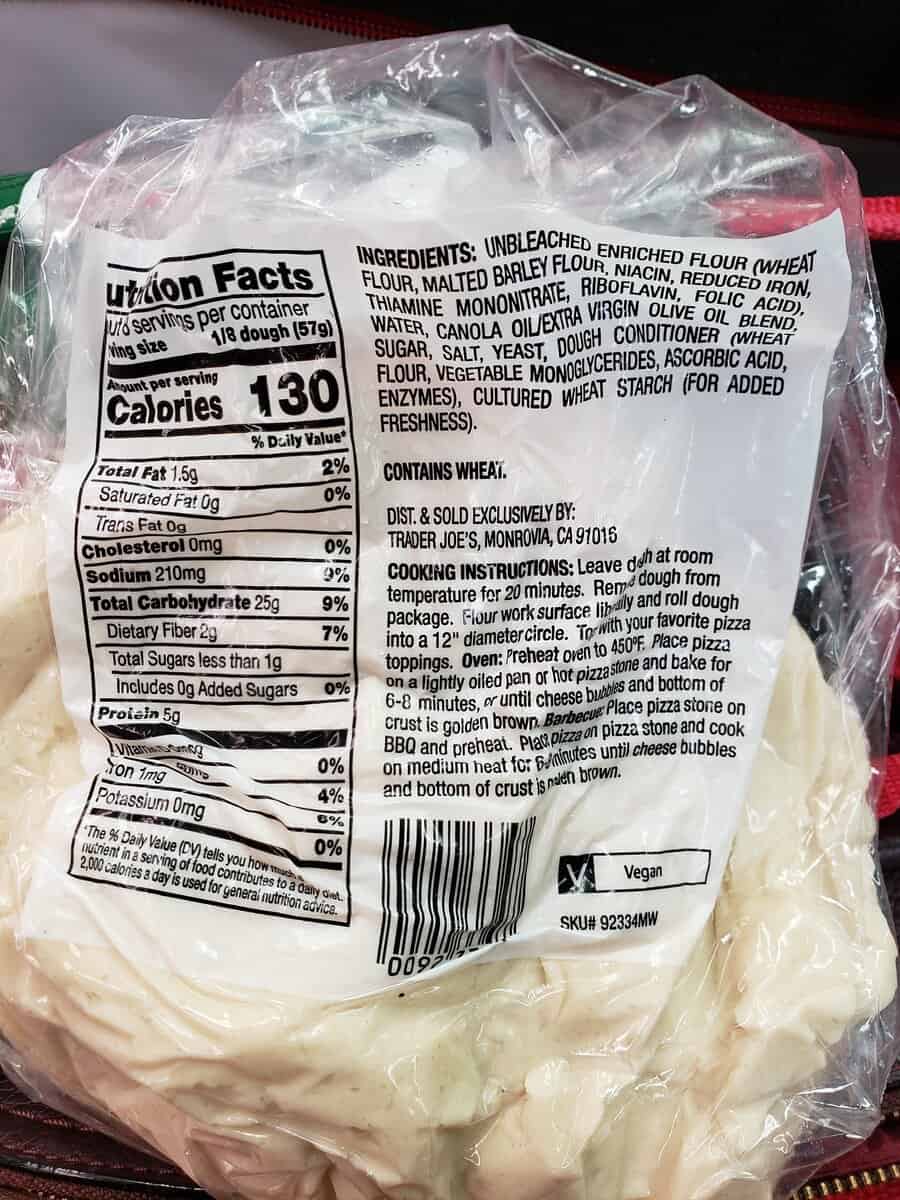 utrition Facts
servings per container
ving size 1/8 dough (57g)
Amount per serving
Calories 130
% Daily Value*
Total Fat 1.5g 2%
Saturated Fat 0g 0%
Trans Fat 0g
Cholesterol 0mg 0%
Sodium 210mg 9%
Total Carbohydrate 25g 9%
Dietary Fiber 2g 7%
Total Sugars less than 1g
Includes 0g Added Sugars 0%
Protein 5g
0%
Iron 1mg 4%
6%
Potassium 0mg 0%
*The % Daily Value (DV) tells you how much a
nutrient in a serving of food contributes to a daily diet.
2,000 calories a day is used for general nutrition advice.
INGREDIENTS: UNBLEACHED ENRICHED FLOUR (WHEAT
FLOUR, MALTED BARLEY FLOUR, NIACIN, REDUCED IRON,
THIAMINE MONONITRATE, RIBOFLAVIN, FOLIC ACID),
WATER, CANOLA OIL/EXTRA VIRGIN OLIVE OIL BLEND,
SUGAR, SALT, YEAST, DOUGH CONDITIONER (WHEAT
FLOUR, VEGETABLE MONOGLYCERIDES, ASCORBIC ACID,
ENZYMES), CULTURED WHEAT STARCH (FOR ADDED
FRESHNESS).
CONTAINS WHEAT.
DIST. & SOLD EXCLUSIVELY BY:
TRADER JOE'S, MONROVIA, CA 91016
COOKING INSTRUCTIONS: Leave dough at room
temperature for 20 minutes. Remove dough from
package. Flour work surface liberally and roll dough
into a 12" diameter circle. Top with your favorite pizza
toppings. Oven: Preheat oven to 450°F. Place pizza
on a lightly oiled pan or hot pizza stone and bake for
6-8 minutes, or until cheese bubbles and bottom of
crust is golden brown. Barbecue: Place pizza stone on
BBQ and preheat. Place pizza on pizza stone and cook
on medium heat for minutes until cheese bubbles
and bottom of crust is golden brown.
V Vegan
SKU# 92334MW